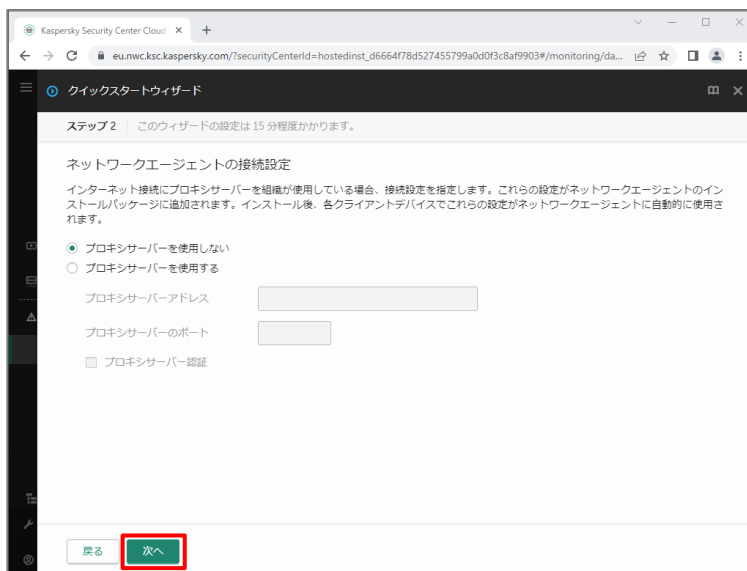 Kaspersky Security Center Cloud
eu.nwc.ksc.kaspersky.com/?securityCenterId=hostedinst_d6664f78d527455799a0d0f3c8af9903#/monitoring/da...
クイックスタートウィザード
ステップ 2 このウィザードの設定は 15 分程度かかります。
ネットワークエージェントの接続設定
インターネット接続にプロキシサーバーを組織が使用している場合、接続設定を指定します。これらの設定がネットワークエージェントのイン
ストールパッケージに追加されます。インストール後、各クライアントデバイスでこれらの設定がネットワークエージェントに自動的に使用さ
れます。
プロキシサーバーを使用しない
プロキシサーバーを使用する
プロキシサーバーアドレス
プロキシサーバーのポート
プロキシサーバー認証
戻る 次へ